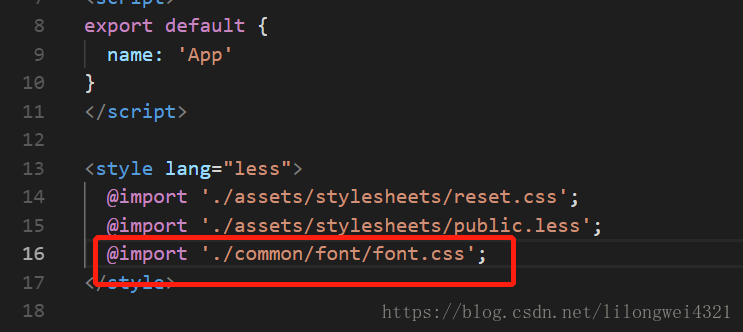 7
<script>
8 export default {
9 name: 'App'
10 }
11 </script>
12
13 <style lang="less">
14 @import './assets/stylesheets/reset.css';
15 @import './assets/stylesheets/public.less';
16 @import './common/font/font.css';
17 </style>
18
https://blog.csdn.net/lilongwei4321